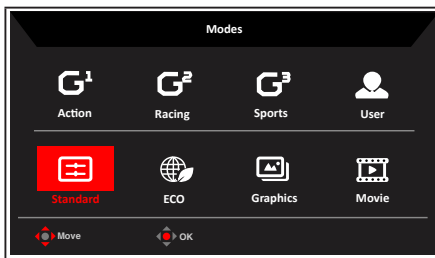 Modes
G¹ G² G³
Action Racing Sports User
Standard ECO Graphics Movie
Move OK